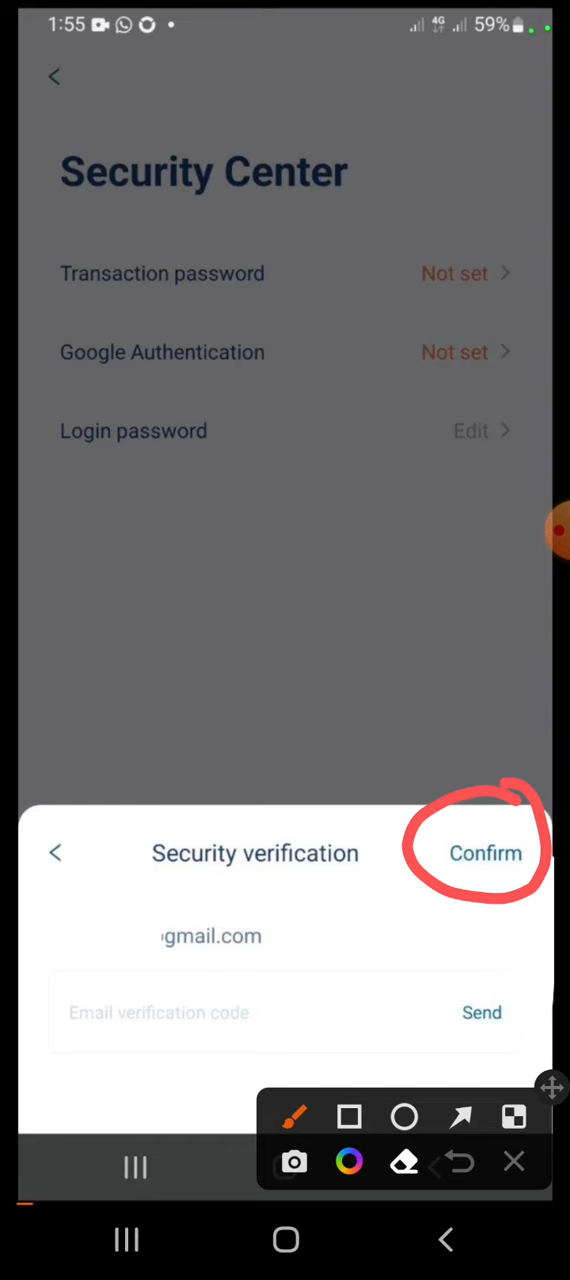 1:55 4G 59%
Security Center
Transaction password Not set
Google Authentication Not set
Login password Edit
Security verification Confirm
gmail.com
Email verification code Send